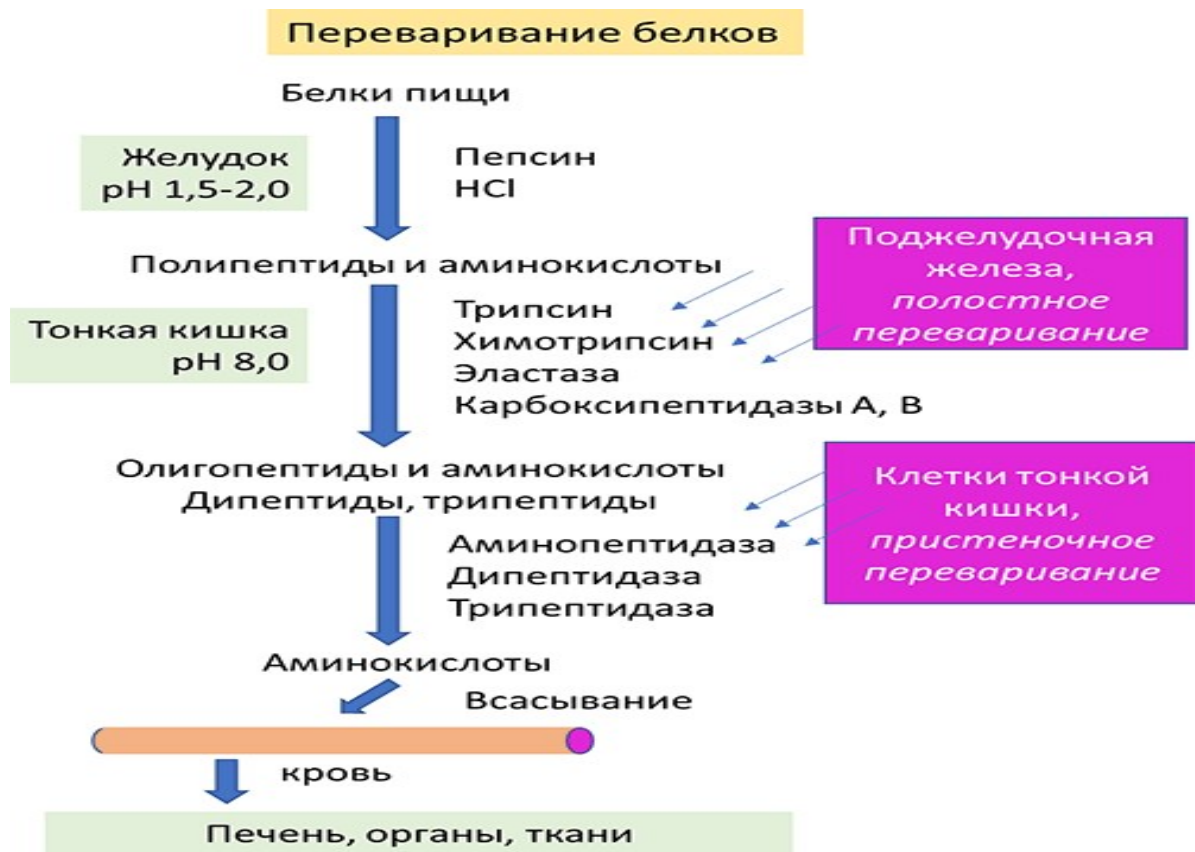 Переваривание белков
Белки пищи
Желудок
pH 1,5-2,0
Пепсин
HCl
Полипептиды и аминокислоты
Поджелудочная
железа,
полостное
переваривание
Тонкая кишка
pH 8,0
Трипсин
Химотрипсин
Эластаза
Карбоксипептидазы А, В
Олигопептиды и аминокислоты
Дипептиды, трипептиды
Клетки тонкой
кишки,
пристеночное
переваривание
Аминопептидаза
Дипептидаза
Трипептидаза
Аминокислоты
Всасывание
кровь
Печень, органы, ткани